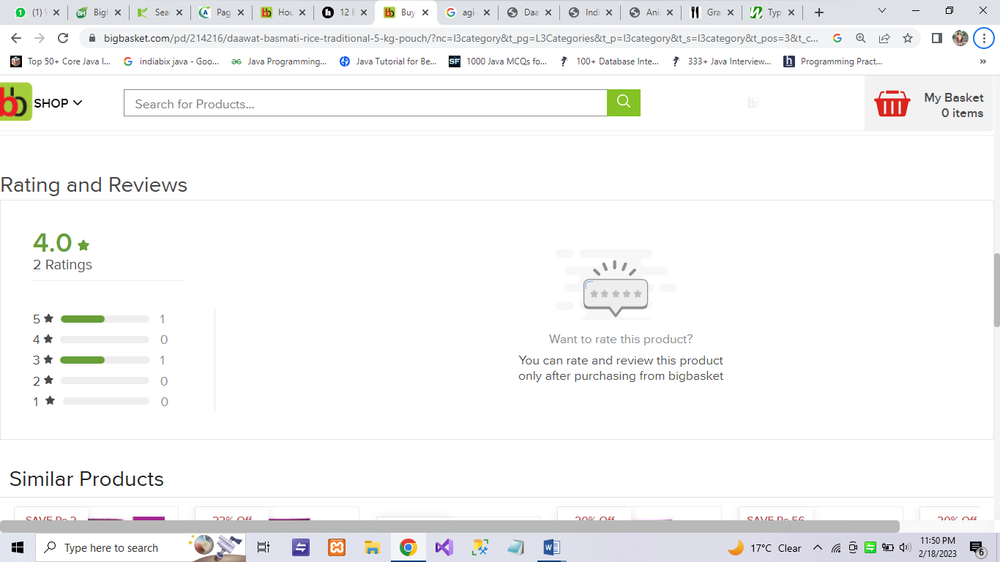 (1) \
BigI
Sea
Pag
Hou
12 E
Buy
agi
Daa
Indi
Ani
Gra
Typ
bigbasket.com/pd/214216/daawat-basmati-rice-traditional-5-kg-pouch/?nc=l3category&t_pg=L3Categories&t_p=l3category&t_s=l3category&t_pos=3&t_c...
Top 50+ Core Java I...
indiabix java - Goo...
Java Programming...
Java Tutorial for Be...
1000 Java MCQs fo...
100+ Database Inte...
333+ Java Interview...
Programming Pract...
»
bb
SHOP
Search for Products...
My Basket
0 items
Rating and Reviews
4.0
2 Ratings
5 1
4 0
3 1
2 0
1 0
Want to rate this product?
You can rate and review this product
only after purchasing from bigbasket
Similar Products
SAVE Rs 2
22% Off
20% Off
SAVE Rs 56
20% Off
Type here to search
17°C Clear
11:50 PM
2/18/2023
6